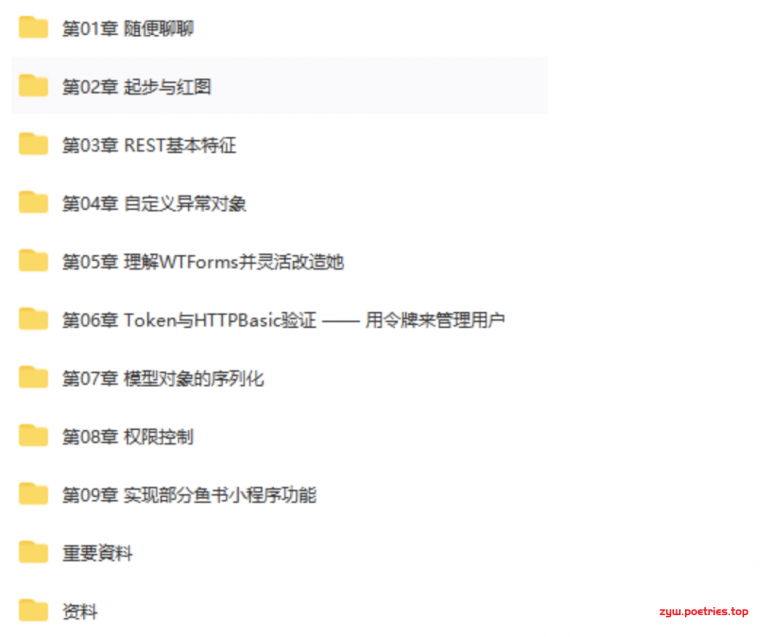 第01章 随便聊聊
第02章 起步与红图
第03章 REST基本特征
第04章 自定义异常对象
第05章 理解WTForms并灵活改造她
第06章 Token与HTTPBasic验证 —— 用令牌来管理用户
第07章 模型对象的序列化
第08章 权限控制
第09章 实现部分鱼书小程序功能
重要資料
资料
zyw.poetries.top